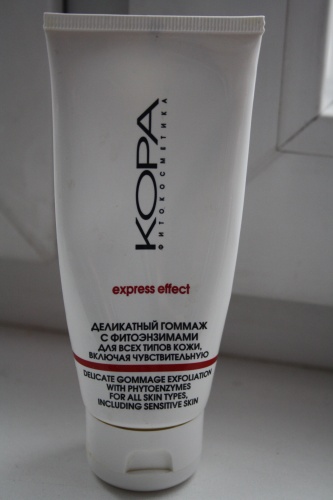 КОРА
ФИТОКОСМЕТИКА
express effect
ДЕЛИКАТНЫЙ ГОММАЖ
С ФИТОЭНЗИМАМИ
ДЛЯ ВСЕХ ТИПОВ КОЖИ,
ВКЛЮЧАЯ ЧУВСТВИТЕЛЬНУЮ
DELICATE GOMMAGE EXFOLIATION
WITH PHYTOENZYMES
FOR ALL SKIN TYPES,
INCLUDING SENSITIVE SKIN